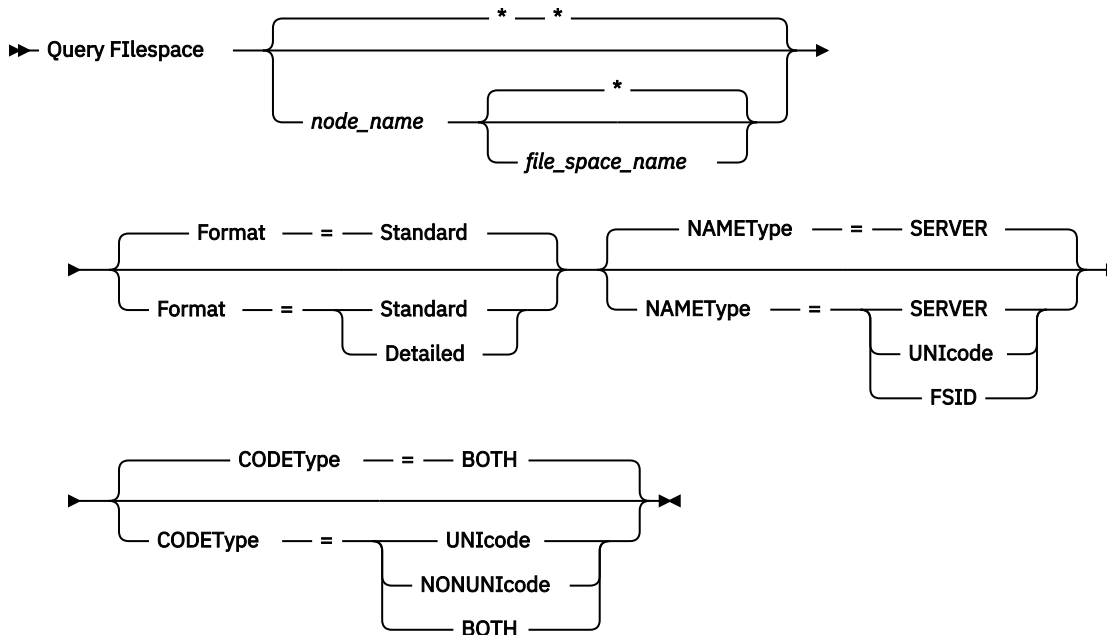 * *
Query FIlespace
*
node_name
file_space_name
Format = Standard NAMEType = SERVER
Format = Standard NAMEType = SERVER
Detailed UNIcode
FSID
CODEType = BOTH
CODEType = UNIcode
NONUNIcode
BOTH